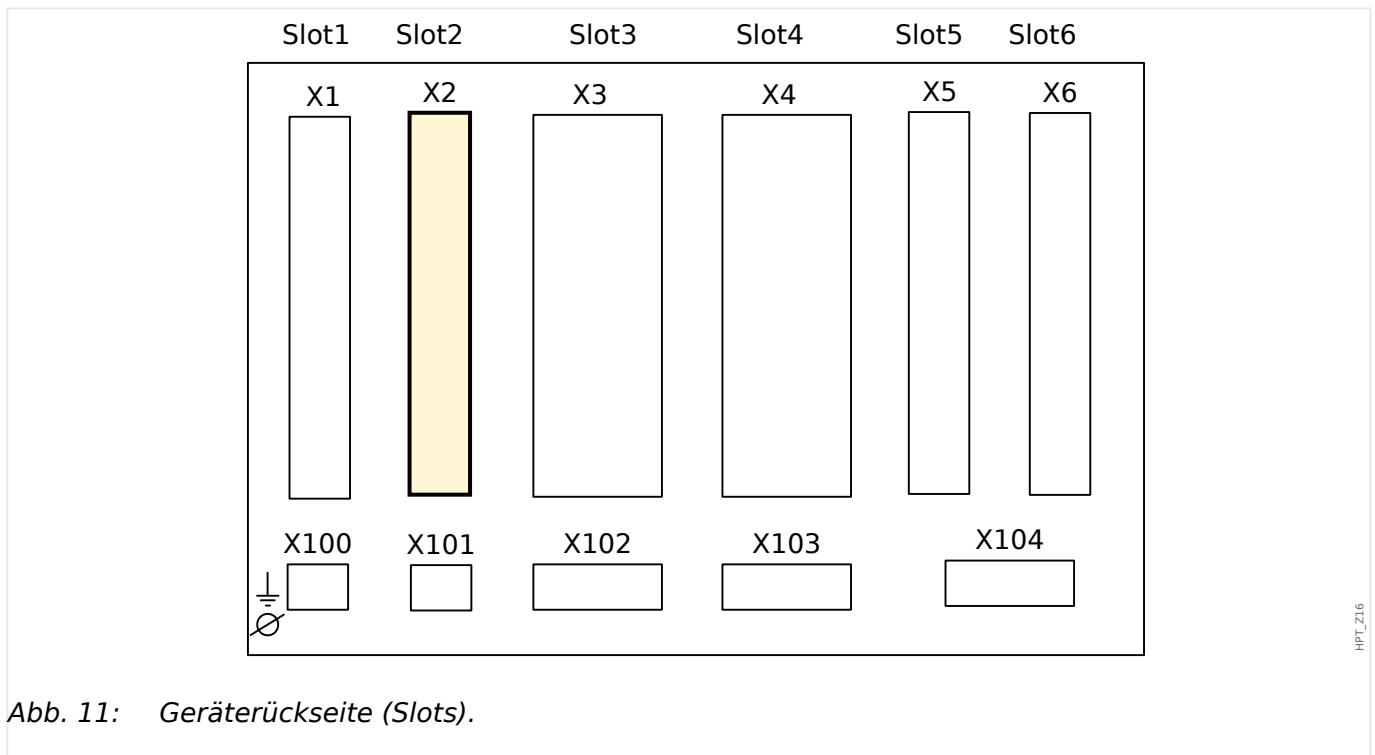 Slot1 Slot2 Slot3 Slot4 Slot5 Slot6
X1 X2 X3 X4 X5 X6
X100 X101 X102 X103 X104
HPT_Z16
Abb. 11: Geräterückseite (Slots).